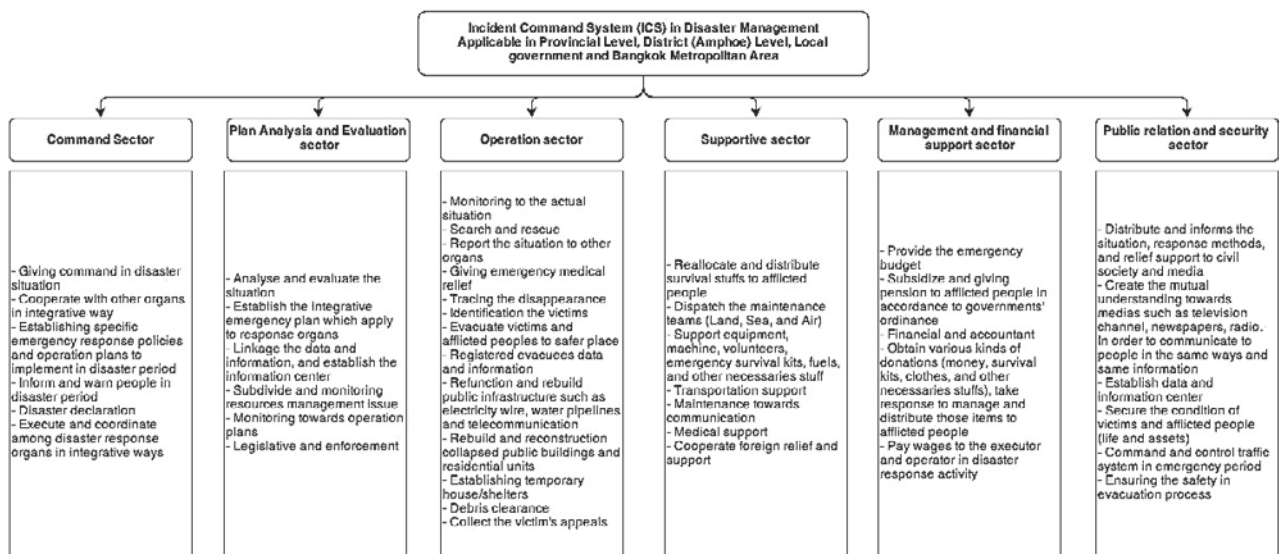 Incident Command System (ICS) in Disaster Management
Applicable in Provincial Level, District (Amphoe) Level, Local
government and Bangkok Metropolitan Area
Command Sector
- Giving command in disaster
situation
- Cooperate with other organs
in integrative way
- Establishing specific
emergency response policies
and operation plans to
implement in disaster period
- Inform and warn people in
disaster period
- Disaster declaration
- Execute and coordinate
among disaster response
organs in integrative ways
Plan Analysis and Evaluation
sector
- Analyse and evaluate the
situation
- Establish the integrative
emergency plan which apply
to response organs
- Linkage the data and
information, and establish the
information center
- Subdivide and monitoring
resources management issue
- Monitoring towards operation
plans
- Legislative and enforcement
Operation sector
- Monitoring to the actual
situation
- Search and rescue
- Report the situation to other
organs
- Giving emergency medical
relief
- Tracing the disappearance
- Identification the victims
- Evacuate victims and
afflicted peoples to safer place
- Registered evacuees data
and information
- Refunction and rebuild
public infrastructure such as
electricity wire, water pipelines
and telecommunication
- Rebuild and reconstruction
collapsed public buildings and
residential units
- Establishing temporary
house/shelters
- Debris clearance
- Collect the victim's appeals
Supportive sector
- Reallocate and distribute
survival stuffs to afflicted
people
- Dispatch the maintenance
teams (Land, Sea, and Air)
- Support equipment,
machine, volunteers,
emergency survival kits, fuels,
and other necessaries stuff
- Transportation support
- Maintenance towards
communication
- Medical support
- Cooperate foreign relief and
support
Management and financial
support sector
- Provide the emergency
budget
- Subsidize and giving
pension to afflicted people in
accordance to governments'
ordinance
- Financial and accountant
- Obtain various kinds of
donations (money, survival
kits, clothes, and other
necessaries stuffs), take
response to manage and
distribute those items to
afflicted people
- Pay wages to the executor
and operator in disaster
response activity
Public relation and security
sector
- Distribute and informs the
situation, response methods,
and relief support to civil
society and media
- Create the mutual
understanding towards
medias such as television
channel, newspapers, radio.
In order to communicate to
people in the same ways and
same information
- Establish data and
information center
- Secure the condition of
victims and afflicted people
(life and assets)
- Command and control traffic
system in emergency period
- Ensuring the safety in
evacuation process